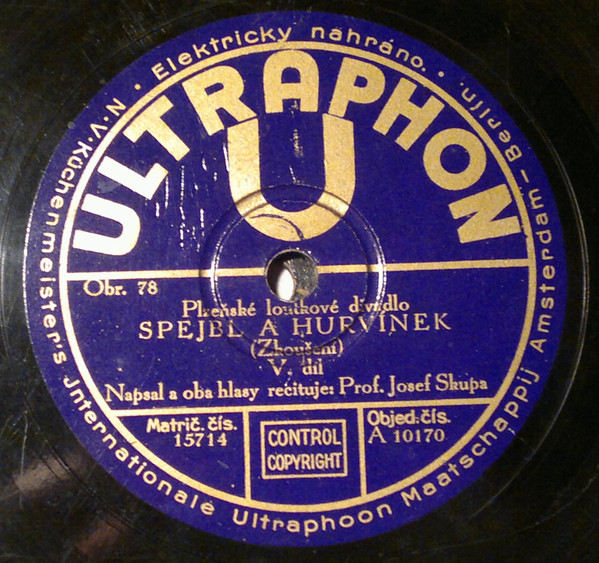 N.V. Küchenmeister's Jnternationale Ultraphoon Maatschappij Amsterdam – Berlin.
• Elektricky nahráno. •
ULTRAPHON
U
Obr. 78
Plzeňské loutkové divadlo
SPEJBL A HURVÍNEK
(Zkoušení)
V. díl
Napsal a oba hlasy recituje: Prof. Josef Skupa
Matrič. čís.
15714
CONTROL
COPYRIGHT
Objed. čís.
A 10170